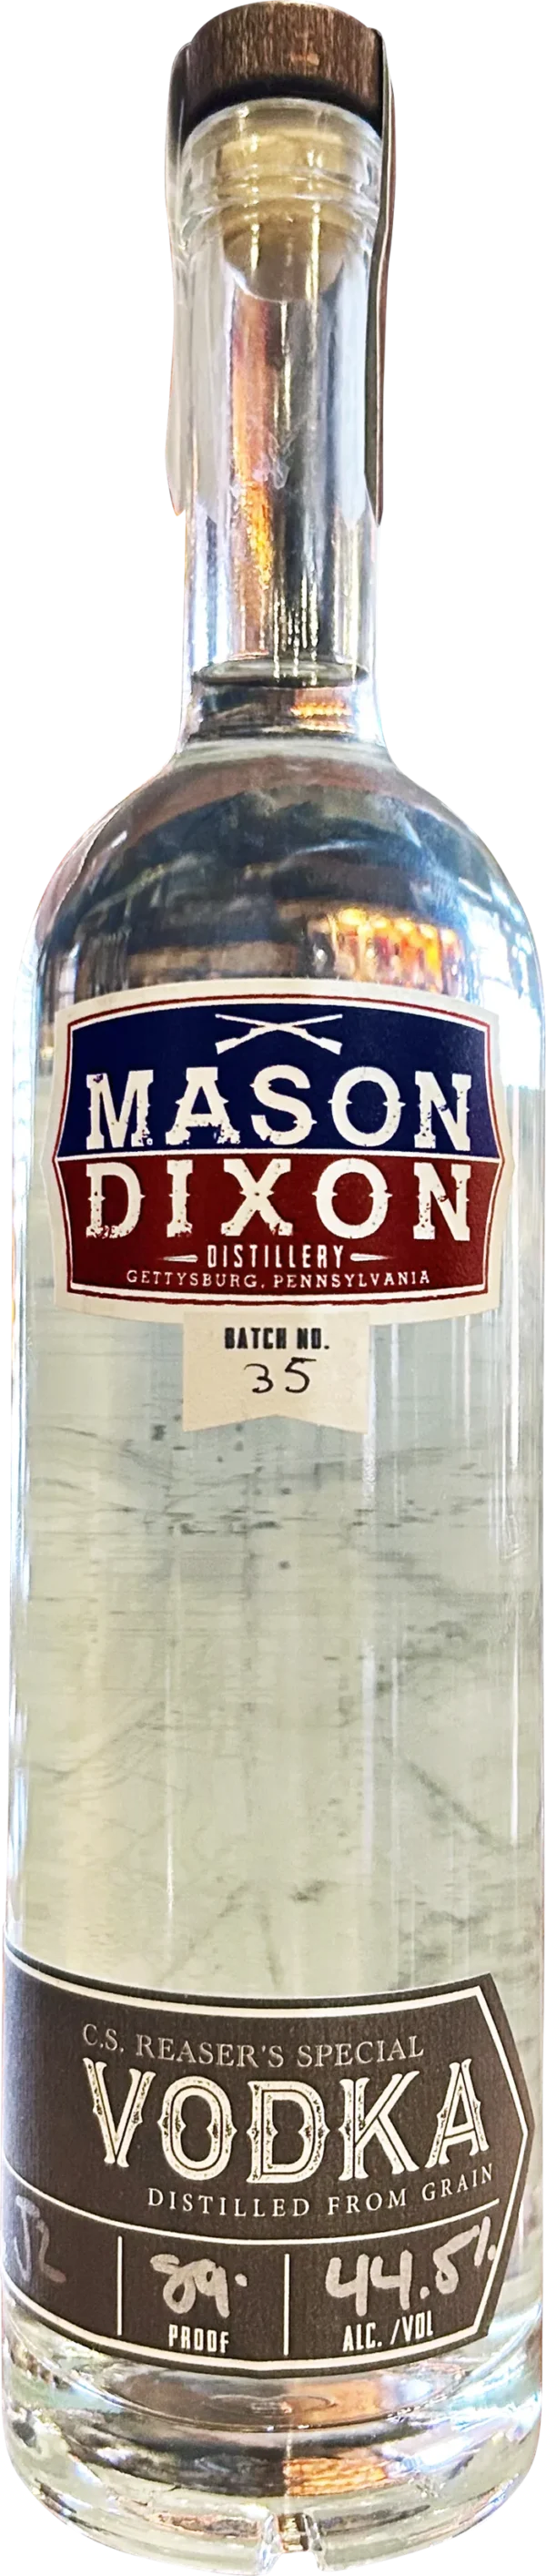 MASON
DIXON
DISTILLERY
GETTYSBURG, PENNSYLVANIA
BATCH NO.
35
C.S. REASER'S SPECIAL
VODKA
DISTILLED FROM GRAIN
89.
44.5%
PROOF
ALC. /VOL